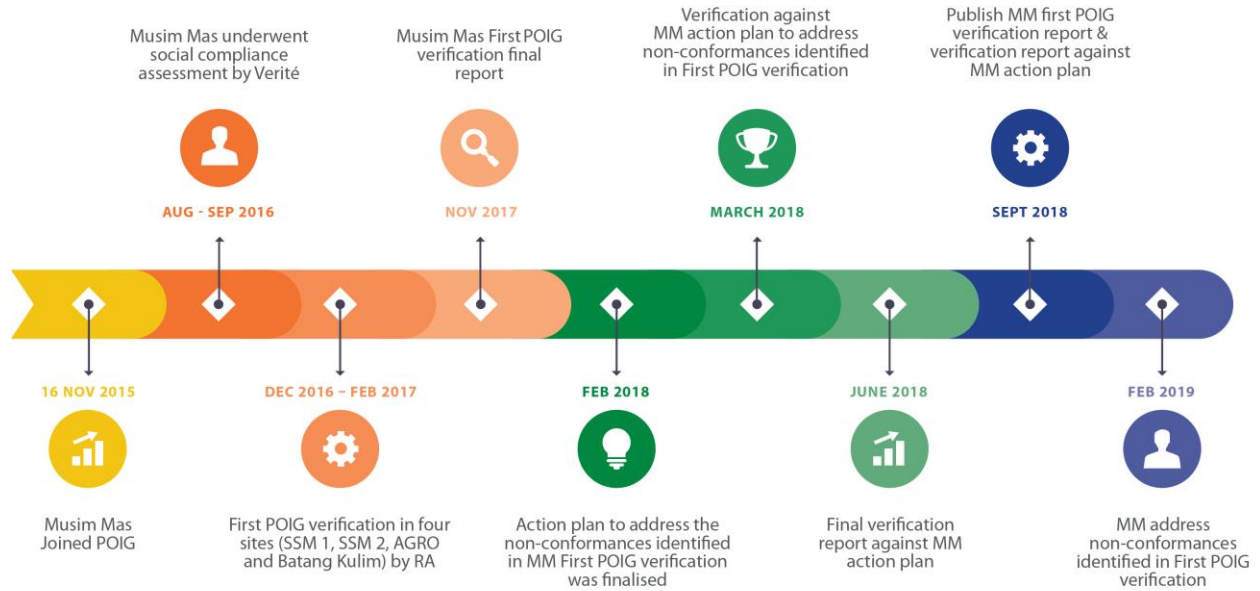 Musim Mas underwent
social compliance
assessment by Verité
AUG - SEP 2016
Musim Mas First POIG
verification final
report
NOV 2017
Verification against
MM action plan to address
non-conformances identified
in First POIG verification
MARCH 2018
Publish MM first POIG
verification report &
verification report against
MM action plan
SEPT 2018
16 NOV 2015
Musim Mas
Joined POIG
DEC 2016 – FEB 2017
First POIG verification in four
sites (SSM 1, SSM 2, AGRO
and Batang Kulim) by RA
FEB 2018
Action plan to address the
non-conformances identified
in MM First POIG verification
was finalised
JUNE 2018
Final verification
report against MM
action plan
FEB 2019
MM address
non-conformances
identified in First POIG
verification